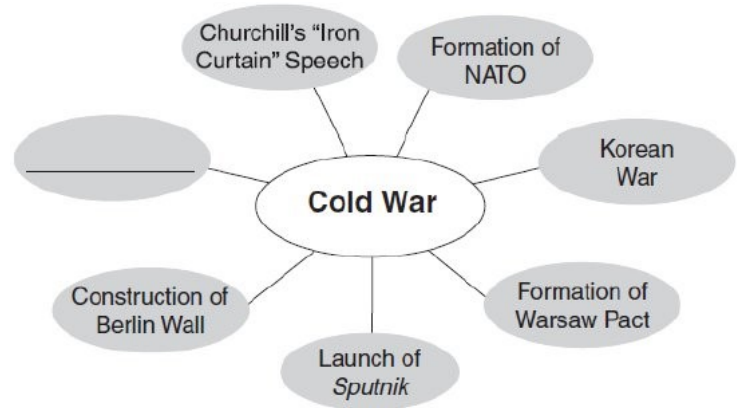 Churchill's “Iron
Curtain” Speech
Formation of
NATO
Korean
War
Cold War
Construction of
Berlin Wall
Launch of
Sputnik
Formation of
Warsaw Pact